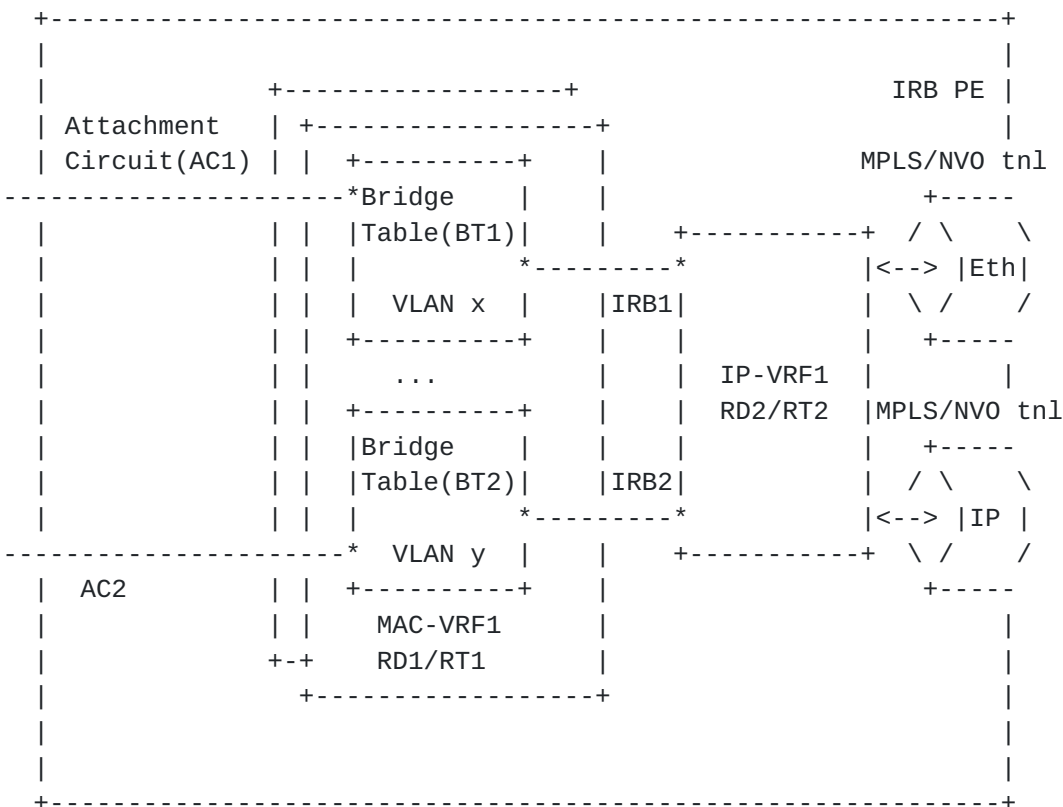 IRB PE
Attachment
Circuit(AC1) MPLS/NVO tnl
Bridge
Table(BT1)
<--> Eth
VLAN x IRB1
... IP-VRF1
RD2/RT2 MPLS/NVO tnl
Bridge
Table(BT2) IRB2
<--> IP
VLAN y
AC2
MAC-VRF1
RD1/RT1